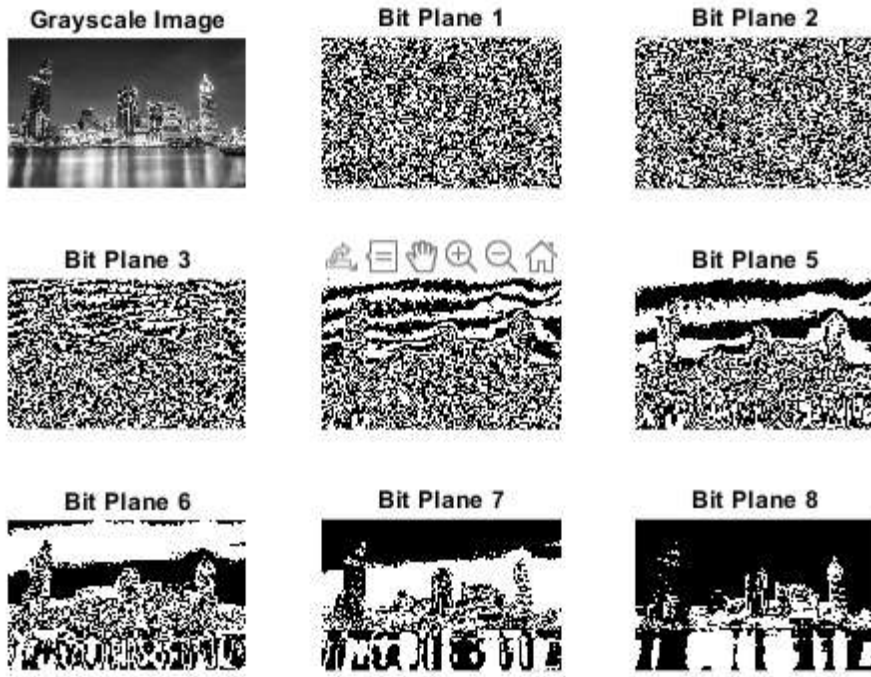 Grayscale Image
Bit Plane 1
Bit Plane 2
Bit Plane 3
Bit Plane 5
Bit Plane 6
Bit Plane 7
Bit Plane 8